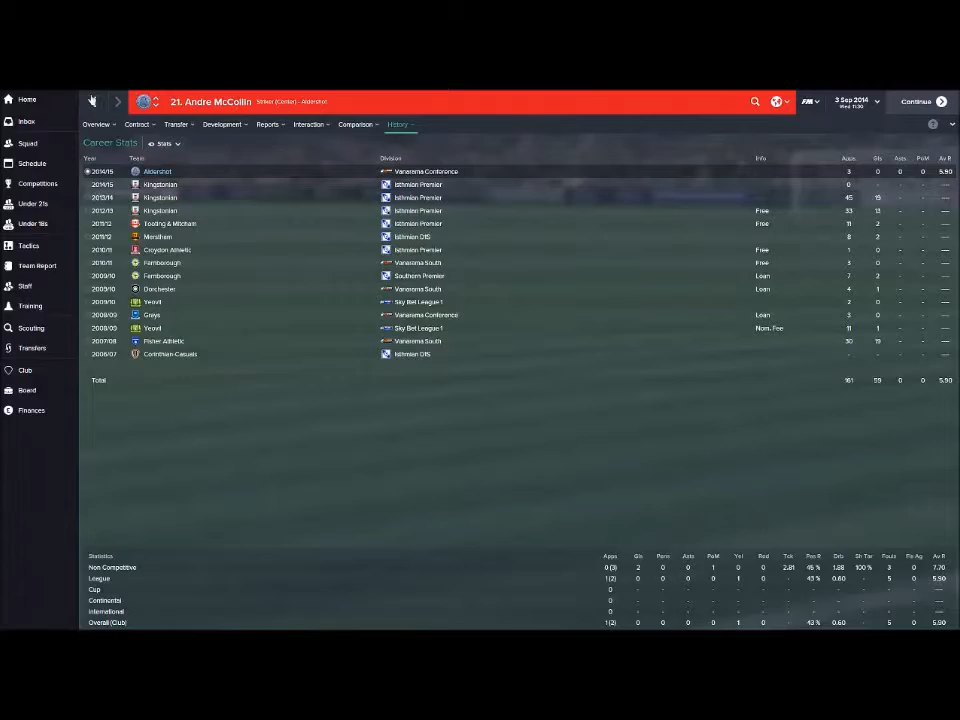 Home
21. Andre McCollin Striker (Center) - Aldershot
FM
3 Sep 2014
Wed 11:30
Continue
Inbox
Squad
Schedule
Competitions
Under 21s
Under 18s
Tactics
Team Report
Staff
Training
Scouting
Transfers
Club
Board
Finances
Overview Contract Transfer Development Reports Interaction Comparison History
Career Stats Stats
Year Team Division Info Apps Gls Asts PoM Av R
2014/15 Aldershot Vanarama Conference 3 0 0 0 5.90
2014/15 Kingstonian Isthmian Premier 0 - - - ---
2013/14 Kingstonian Isthmian Premier 45 19 - - ---
2012/13 Kingstonian Isthmian Premier Free 33 13 - - ---
2011/12 Tooting & Mitcham Isthmian Premier Free 11 2 - - ---
2011/12 Merstham Isthmian D1S 8 2 - - ---
2010/11 Croydon Athletic Isthmian Premier Free 1 0 - - ---
2010/11 Farnborough Vanarama South Free 3 0 - - ---
2009/10 Farnborough Southern Premier Loan 7 2 - - ---
2009/10 Dorchester Vanarama South Loan 4 1 - - ---
2009/10 Yeovil Sky Bet League 1 2 0 - - ---
2008/09 Grays Vanarama Conference Loan 3 0 - - ---
2008/09 Yeovil Sky Bet League 1 Nom. Fee 11 1 - - ---
2007/08 Fisher Athletic Vanarama South 30 19 - - ---
2006/07 Corinthian-Casuals Isthmian D1S - - - - ---
Total 161 59 0 0 5.90
Statistics Apps Gls Pens Asts PoM Yel Red Tck Pas R Drb Sh Tar Fouls Fls Ag Av R
Non Competitive 0 (3) 2 0 0 1 0 0 2.81 45 % 1.88 100 % 3 0 7.70
League 1 (2) 0 0 0 0 1 0 - 43 % 0.60 - 5 0 5.90
Cup 0 - - - - - - - - - - - - ---
Continental 0 - - - - - - - - - - - - ---
International 0 - - - - - - - - - - - - ---
Overall (Club) 1 (2) 0 0 0 0 1 0 - 43 % 0.60 - 5 0 5.90